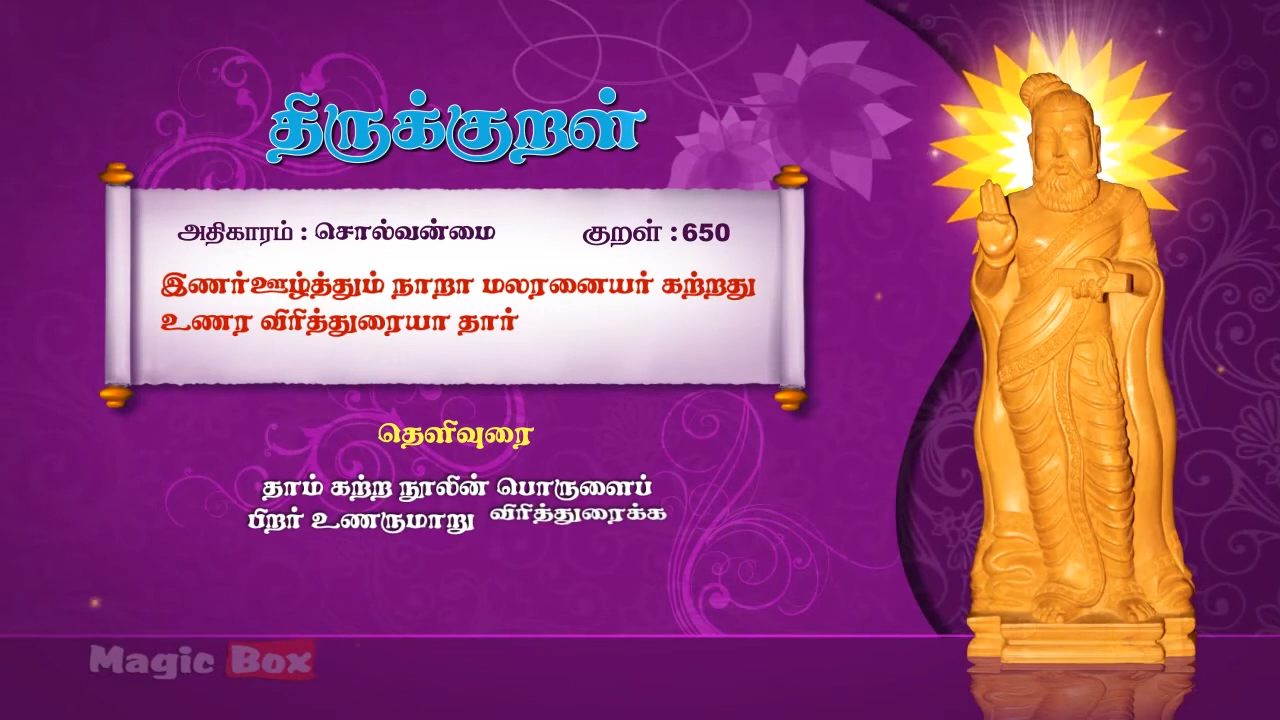 திருக்குறள்
அதிகாரம் : சொல்வன்மை குறள் : 650
இணர்ஊழ்த்தும் நாறா மலரனையர் கற்றது
உணர விரித்துரையா தார்
தெளிவுரை
தாம் கற்ற நூலின் பொருளைப்
பிறர் உணருமாறு விரித்துரைக்க
Magic Box